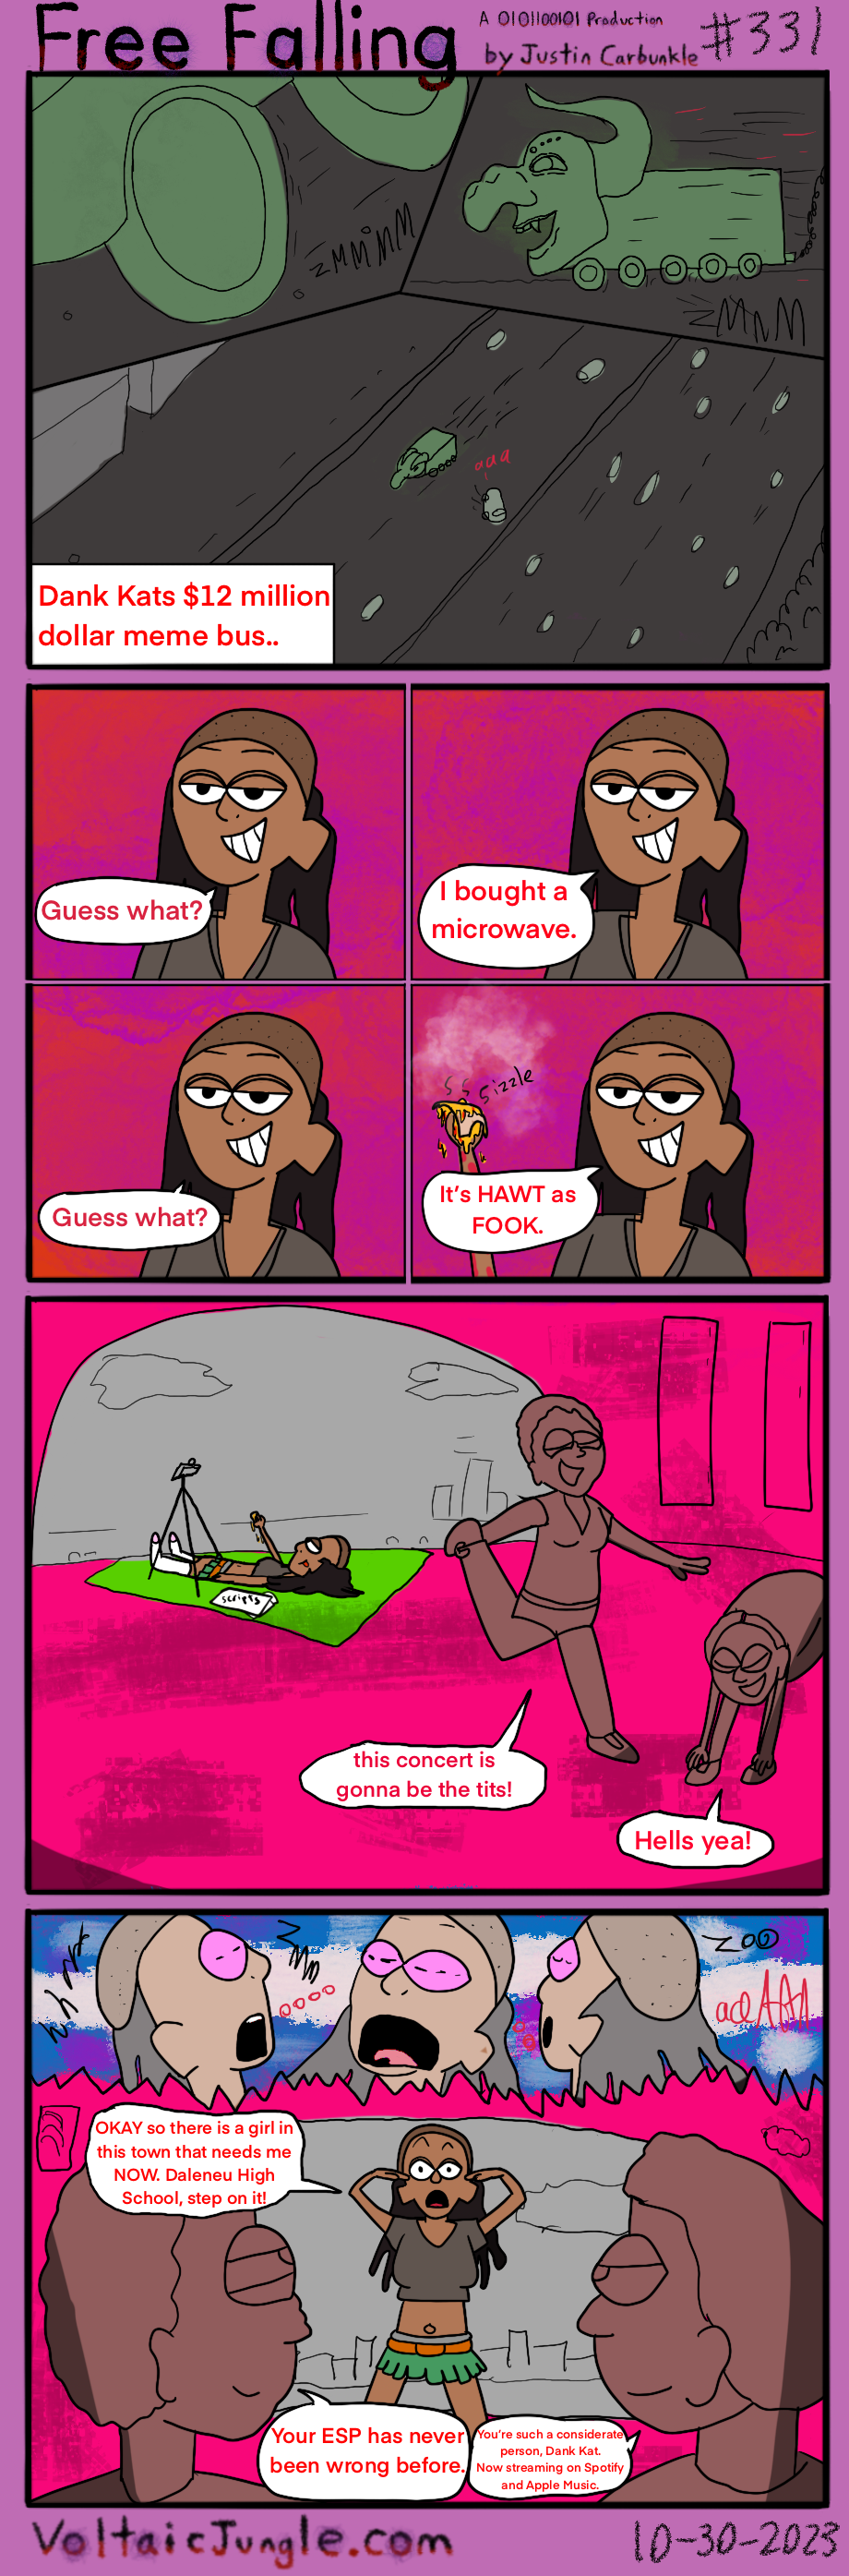 Free Falling
A 0101100101 Production
by Justin Carbunkle
#331
ZMMMM
ZMNM
aaa
Dank Kats $12 million
dollar meme bus..
Guess what?
I bought a
microwave.
Guess what?
Sizzle
It's HAWT as
FOOK.
scripts
this concert is
gonna be the tits!
Hells yea!
ZOO
OKAY so there is a girl in
this town that needs me
NOW. Daleneu High
School, step on it!
Your ESP has never
been wrong before.
You're such a considerate
person, Dank Kat.
Now streaming on Spotify
and Apple Music.
VoltaicJungle.com
10-30-2023